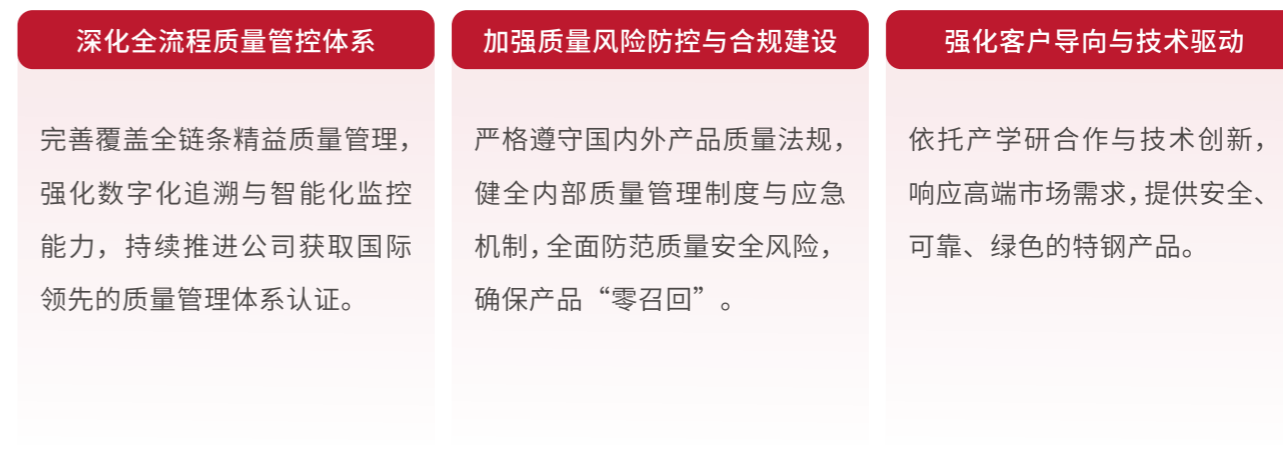 深化全流程质量管控体系
完善覆盖全链条精益质量管理，
强化数字化追溯与智能化监控
能力，持续推进公司获取国际
领先的质量管理体系认证。
加强质量风险防控与合规建设
严格遵守国内外产品质量法规，
健全内部质量管理制度与应急
机制，全面防范质量安全风险，
确保产品“零召回”。
强化客户导向与技术驱动
依托产学研合作与技术创新，
响应高端市场需求，提供安全、
可靠、绿色的特钢产品。